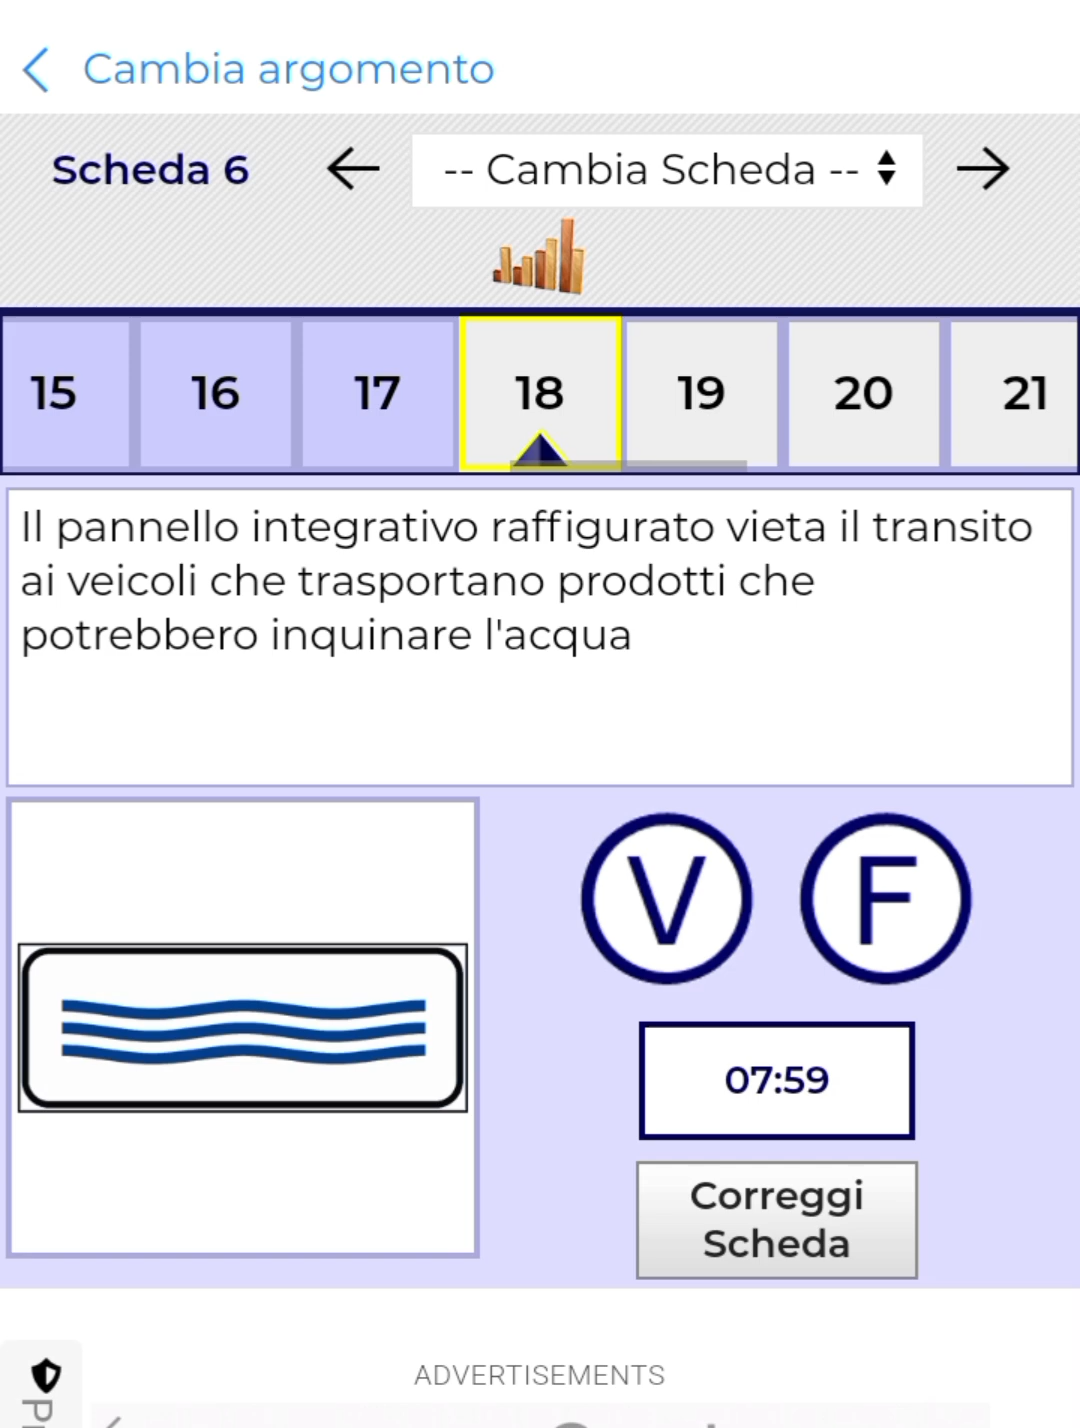 Cambia argomento
Scheda 6
-- Cambia Scheda --
15 16 17 18 19 20 21
Il pannello integrativo raffigurato vieta il transito
ai veicoli che trasportano prodotti che
potrebbero inquinare l'acqua
V F
07:59
Correggi
Scheda
ADVERTISEMENTS